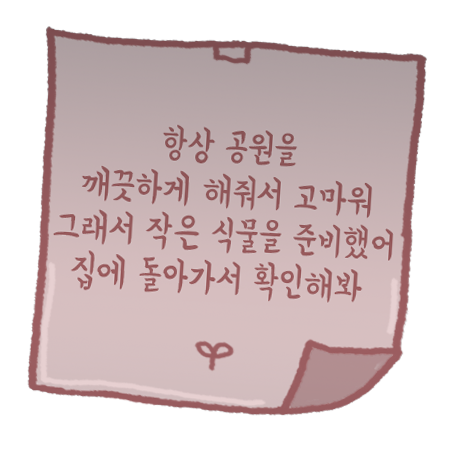 항상 공원을
깨끗하게 해줘서 고마워
그래서 작은 식물을 준비했어
집에 돌아가서 확인해봐